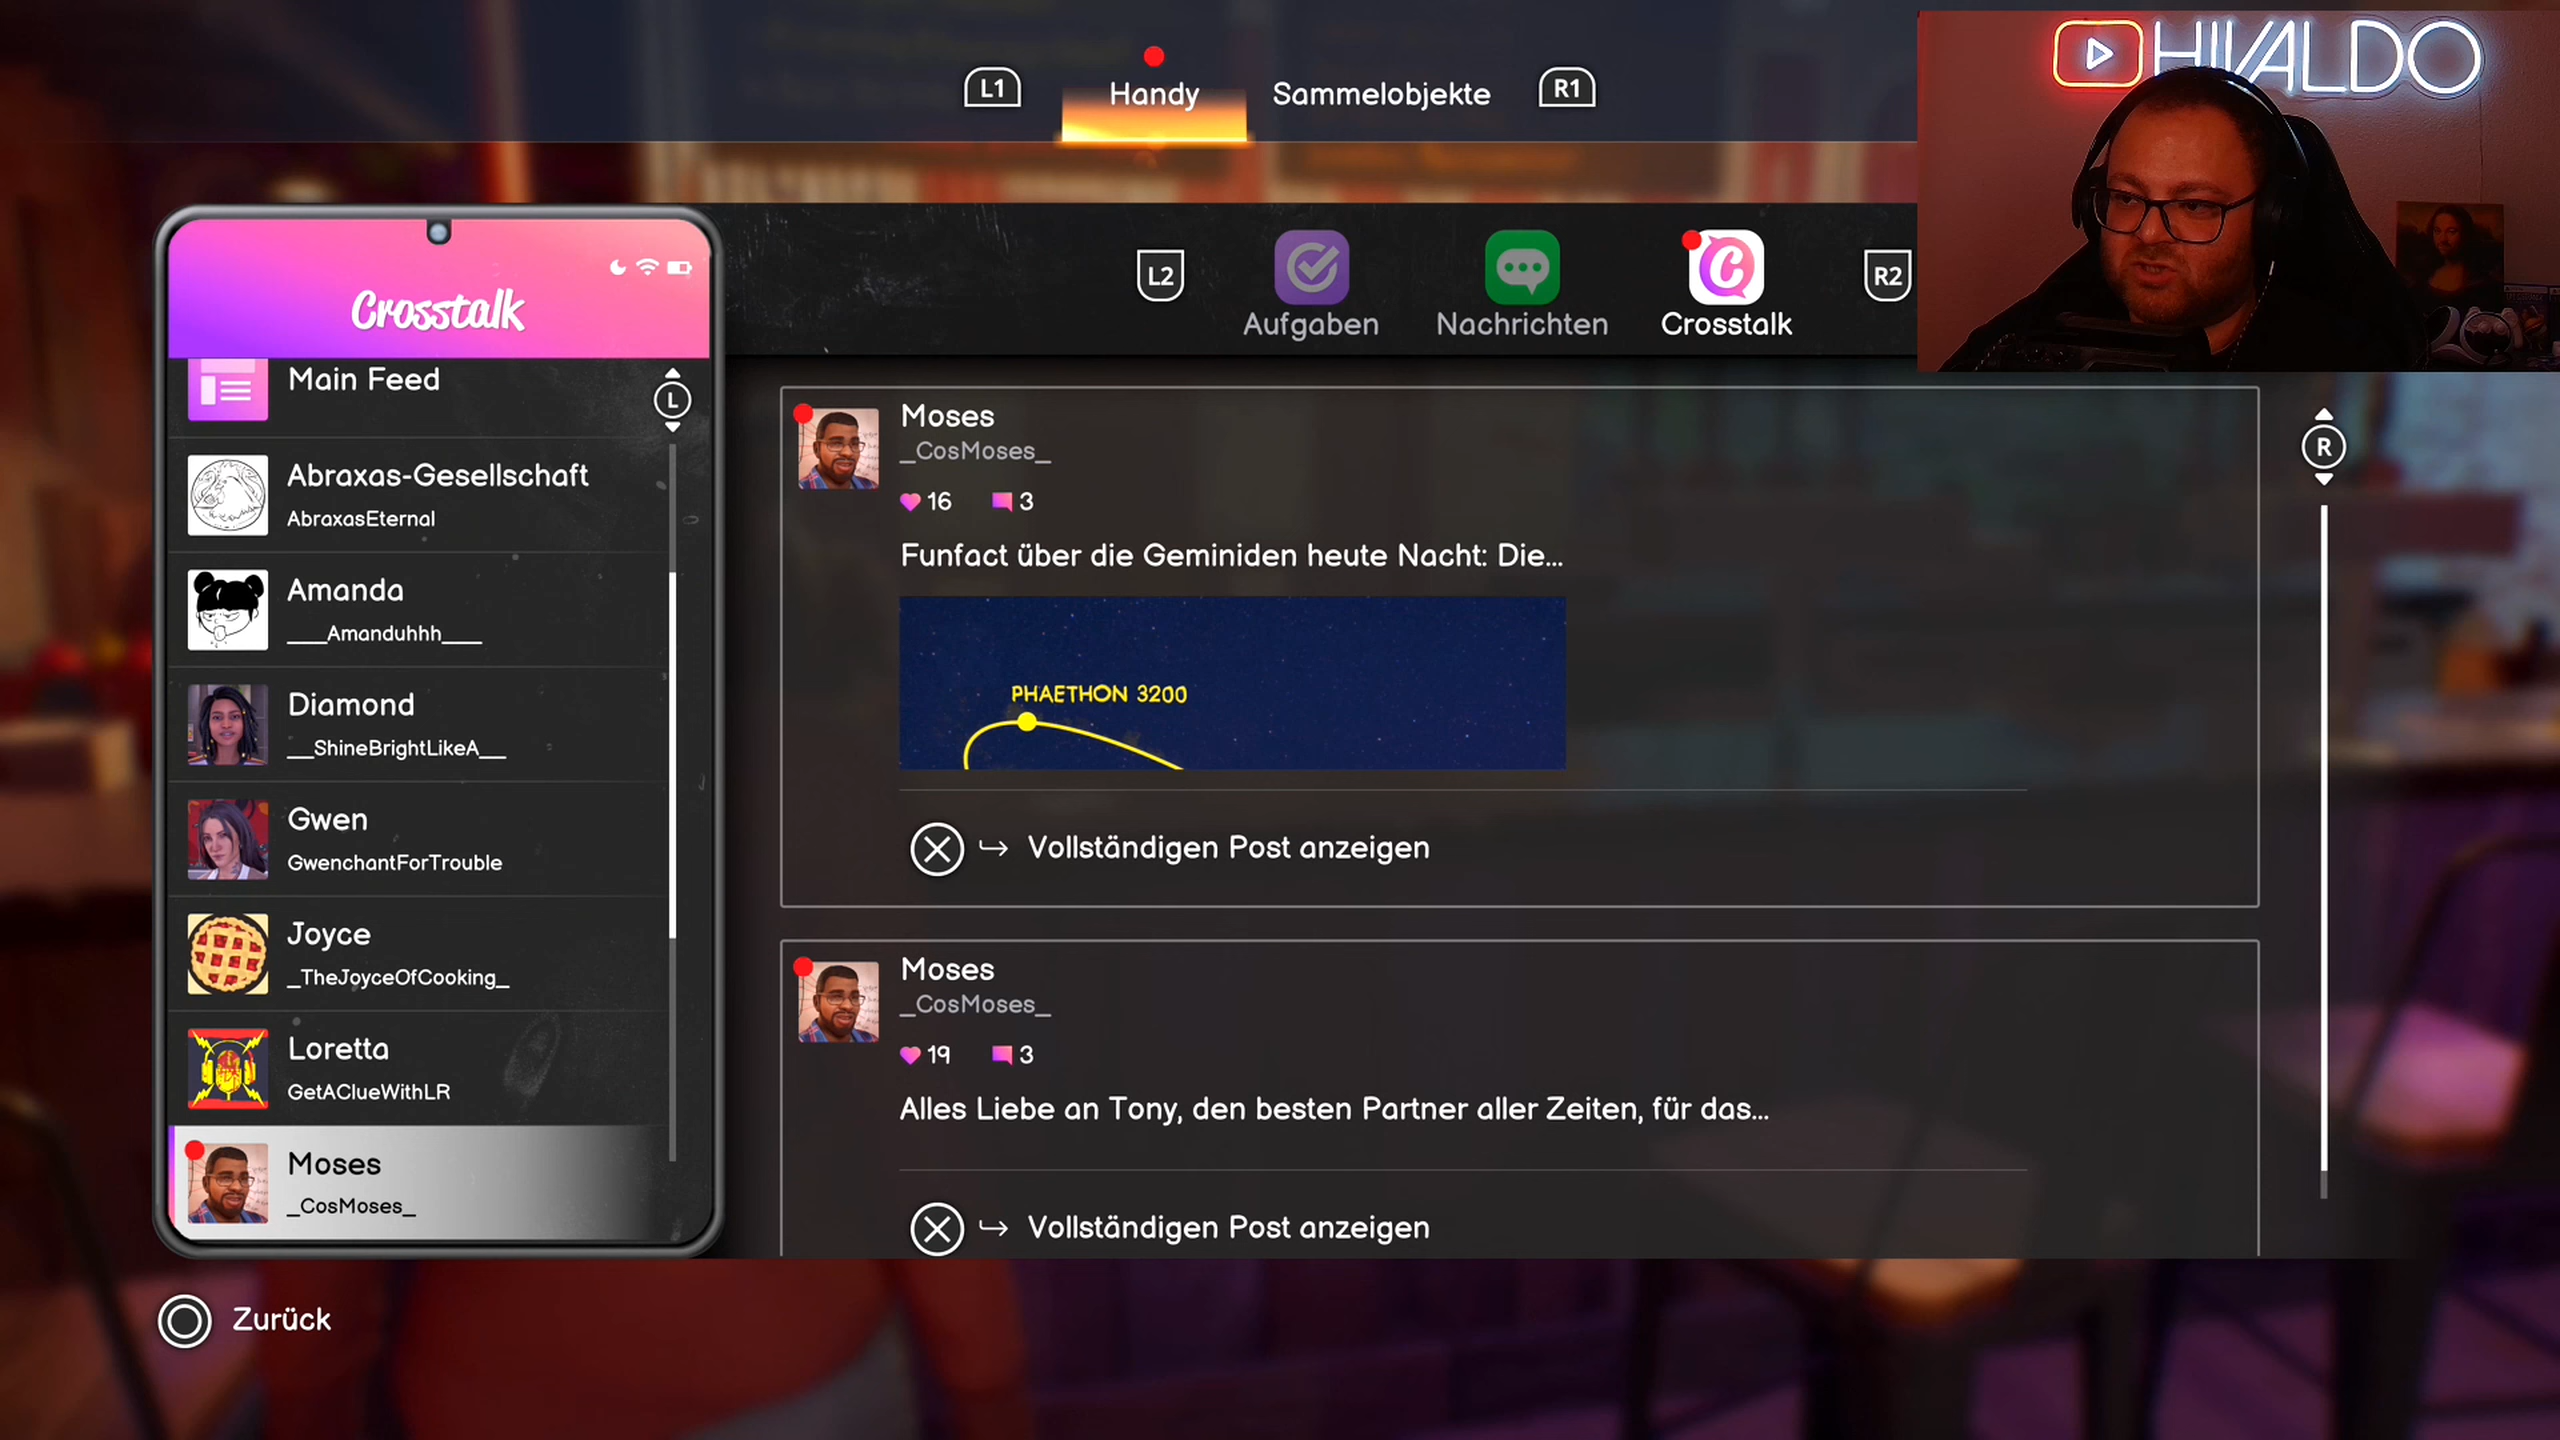 HIVALDO
L1
Handy
Sammelobjekte
R1
Crosstalk
L2
Aufgaben
Nachrichten
Crosstalk
R2
Main Feed
L
Abraxas-Gesellschaft
AbraxasEternal
Amanda
___Amanduhhh___
Diamond
__ShineBrightLikeA__
Gwen
GwenchantForTrouble
Joyce
_TheJoyceOfCooking_
Loretta
GetAClueWithLR
Moses
_CosMoses_
Moses
_CosMoses_
16 3
Funfact über die Geminiden heute Nacht: Die...
PHAETHON 3200
Vollständigen Post anzeigen
R
Moses
_CosMoses_
19 3
Alles Liebe an Tony, den besten Partner aller Zeiten, für das...
Vollständigen Post anzeigen
Zurück